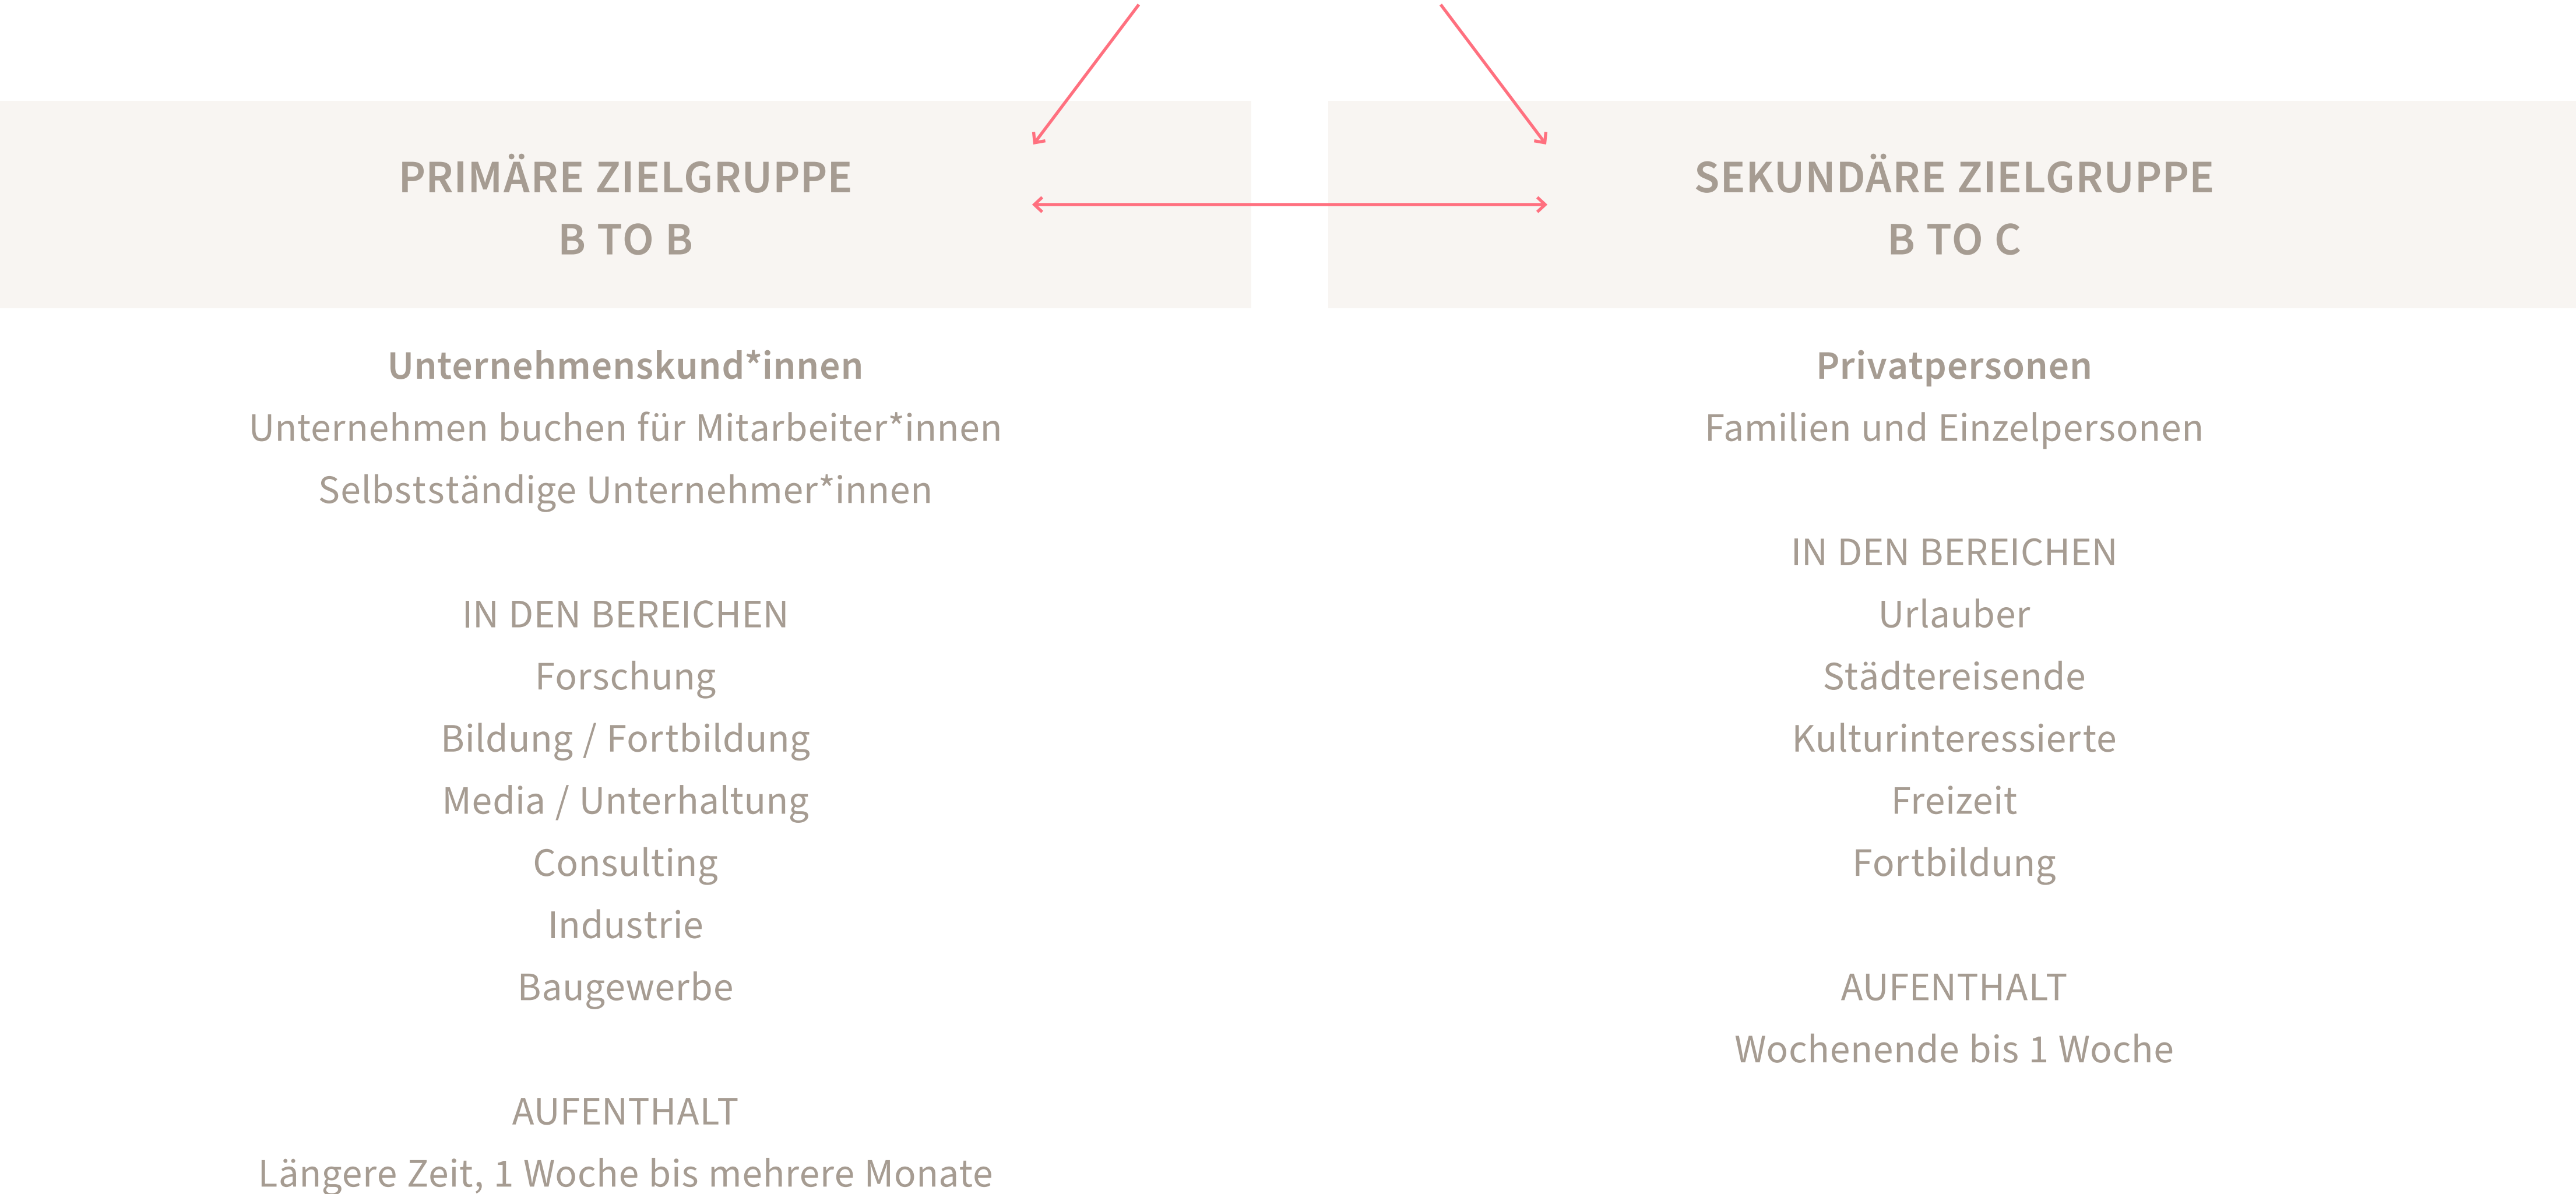 PRIMÄRE ZIELGRUPPE
B TO B
Unternehmenskund*innen
Unternehmen buchen für Mitarbeiter*innen
Selbstständige Unternehmer*innen
IN DEN BEREICHEN
Forschung
Bildung / Fortbildung
Media / Unterhaltung
Consulting
Industrie
Baugewerbe
AUFENTHALT
Längere Zeit, 1 Woche bis mehrere Monate
SEKUNDÄRE ZIELGRUPPE
B TO C
Privatpersonen
Familien und Einzelpersonen
IN DEN BEREICHEN
Urlauber
Städtereisende
Kulturinteressierte
Freizeit
Fortbildung
AUFENTHALT
Wochenende bis 1 Woche